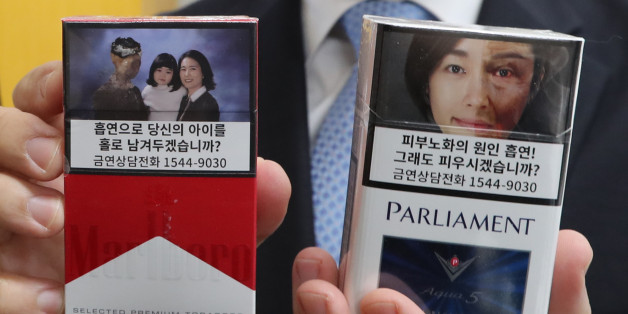 흡연으로 당신의 아이를
홀로 남겨두겠습니까?
금연상담전화 1544-9030
Marlboro
SELECTED PREMIUM TOBACCOS
피부노화의 원인 흡연!
그래도 피우시겠습니까?
금연상담전화 1544-9030
PARLIAMENT
P
Aqua 5